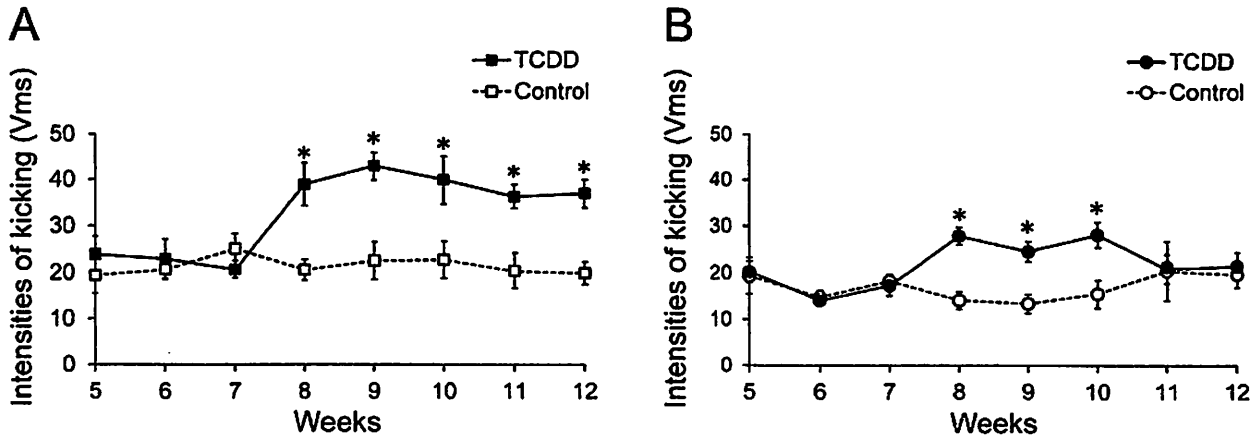 A
TCDD
Control
Intensities of kicking (Vms)
50
40
30
20
10
0
* * * * *
5 6 7 8 9 10 11 12
Weeks
B
TCDD
Control
Intensities of kicking (Vms)
50
40
30
20
10
0
* * *
5 6 7 8 9 10 11 12
Weeks